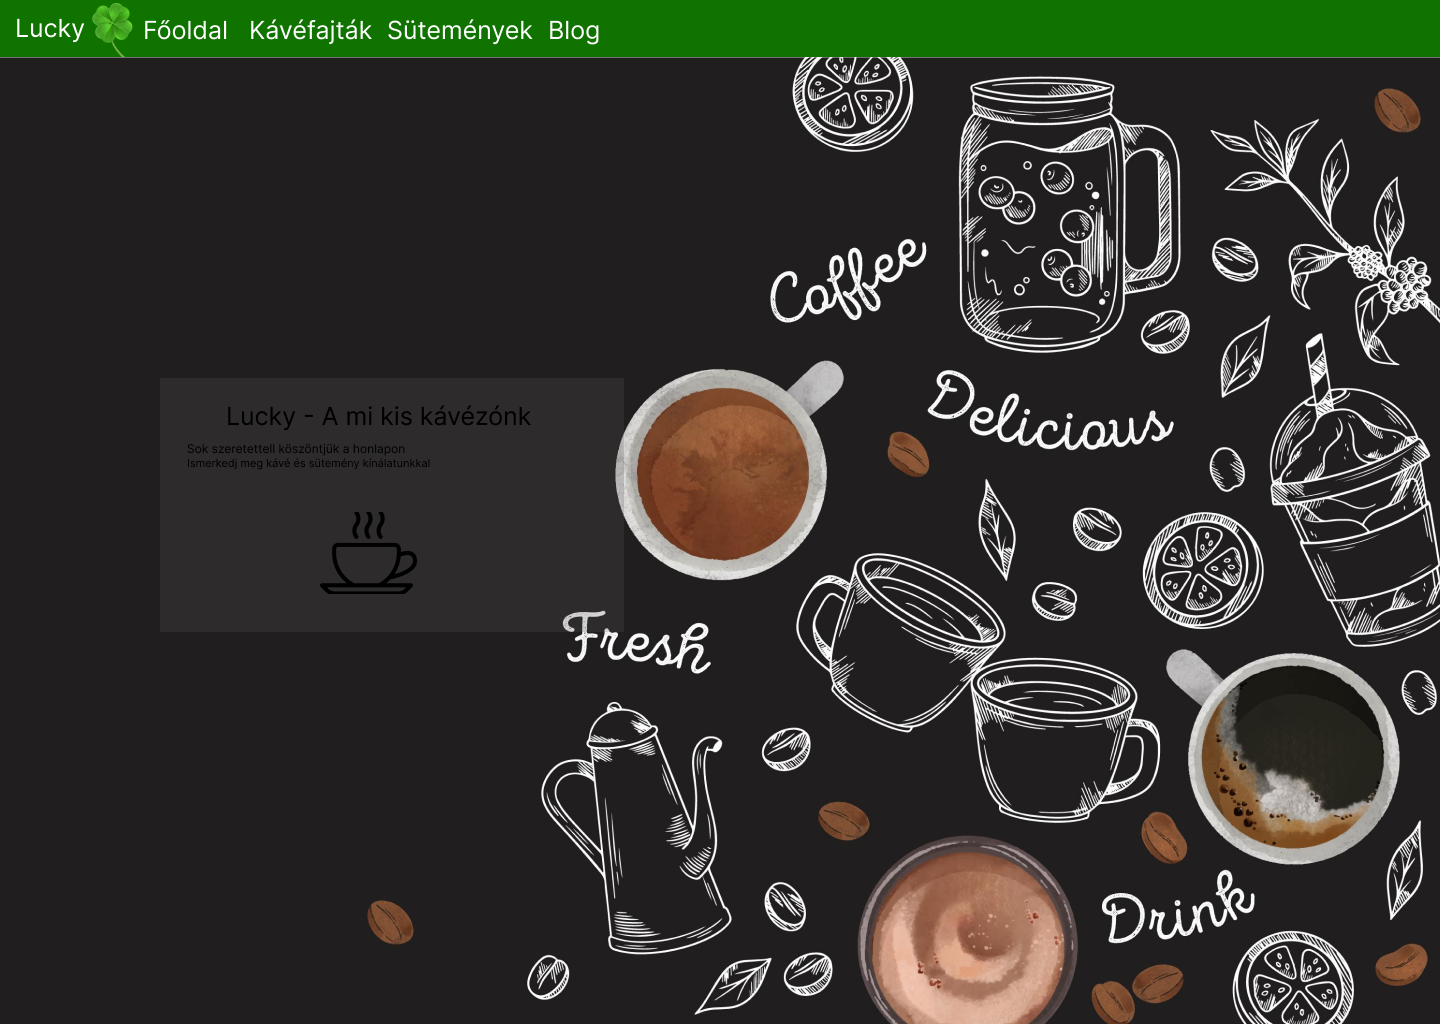 Lucky Főoldal Kávéfajták Sütemények Blog
Coffee
Delicious
Lucky - A mi kis kávézónk
Sok szeretettell köszöntjük a honlapon
Ismerkedj meg kávé és sütemény kínálatunkkal
Fresh
Drink